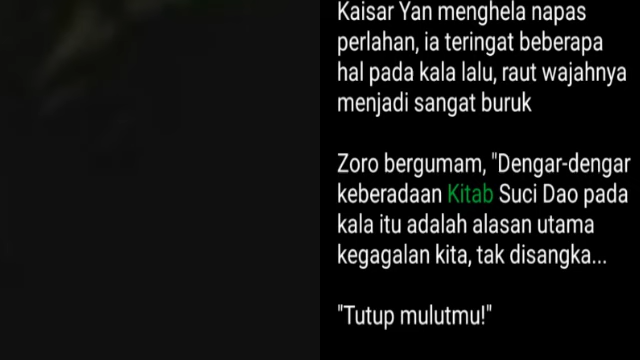 Kaisar Yan menghela napas
perlahan, ia teringat beberapa
hal pada kala lalu, raut wajahnya
menjadi sangat buruk
Zoro bergumam, "Dengar-dengar
keberadaan Kitab Suci Dao pada
kala itu adalah alasan utama
kegagalan kita, tak disangka...
"Tutup mulutmu!"